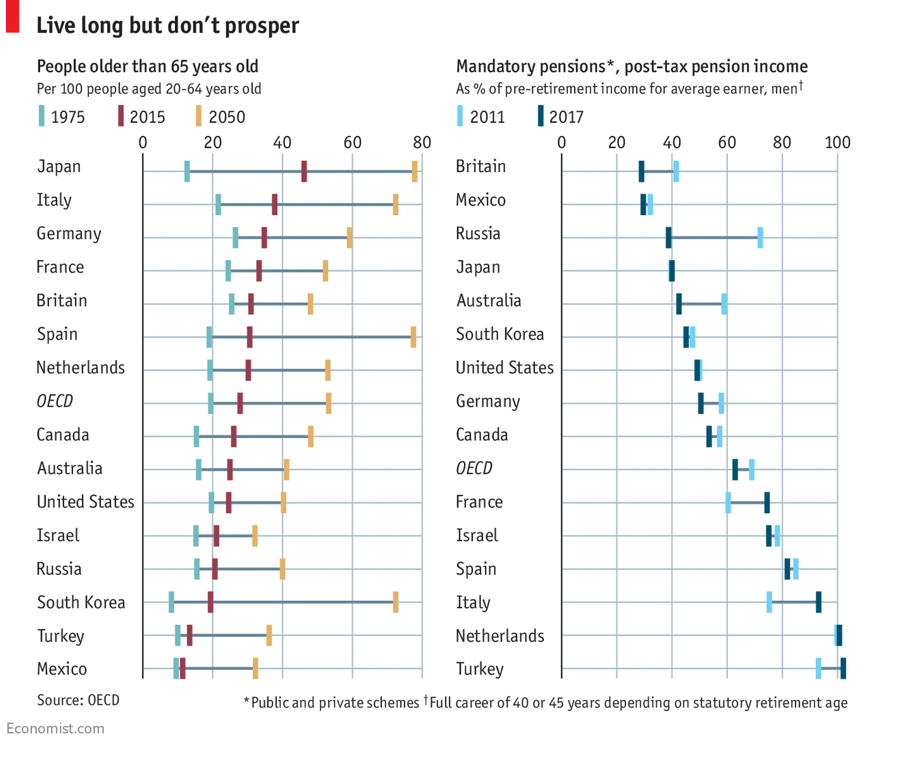 Live long but don’t prosper
People older than 65 years old
Per 100 people aged 20-64 years old
1975 2015 2050
0 20 40 60 80
Japan
Italy
Germany
France
Britain
Spain
Netherlands
OECD
Canada
Australia
United States
Israel
Russia
South Korea
Turkey
Mexico
Mandatory pensions*, post-tax pension income
As % of pre-retirement income for average earner, men†
2011 2017
0 20 40 60 80 100
Britain
Mexico
Russia
Japan
Australia
South Korea
United States
Germany
Canada
OECD
France
Israel
Spain
Italy
Netherlands
Turkey
Source: OECD
*Public and private schemes †Full career of 40 or 45 years depending on statutory retirement age
Economist.com